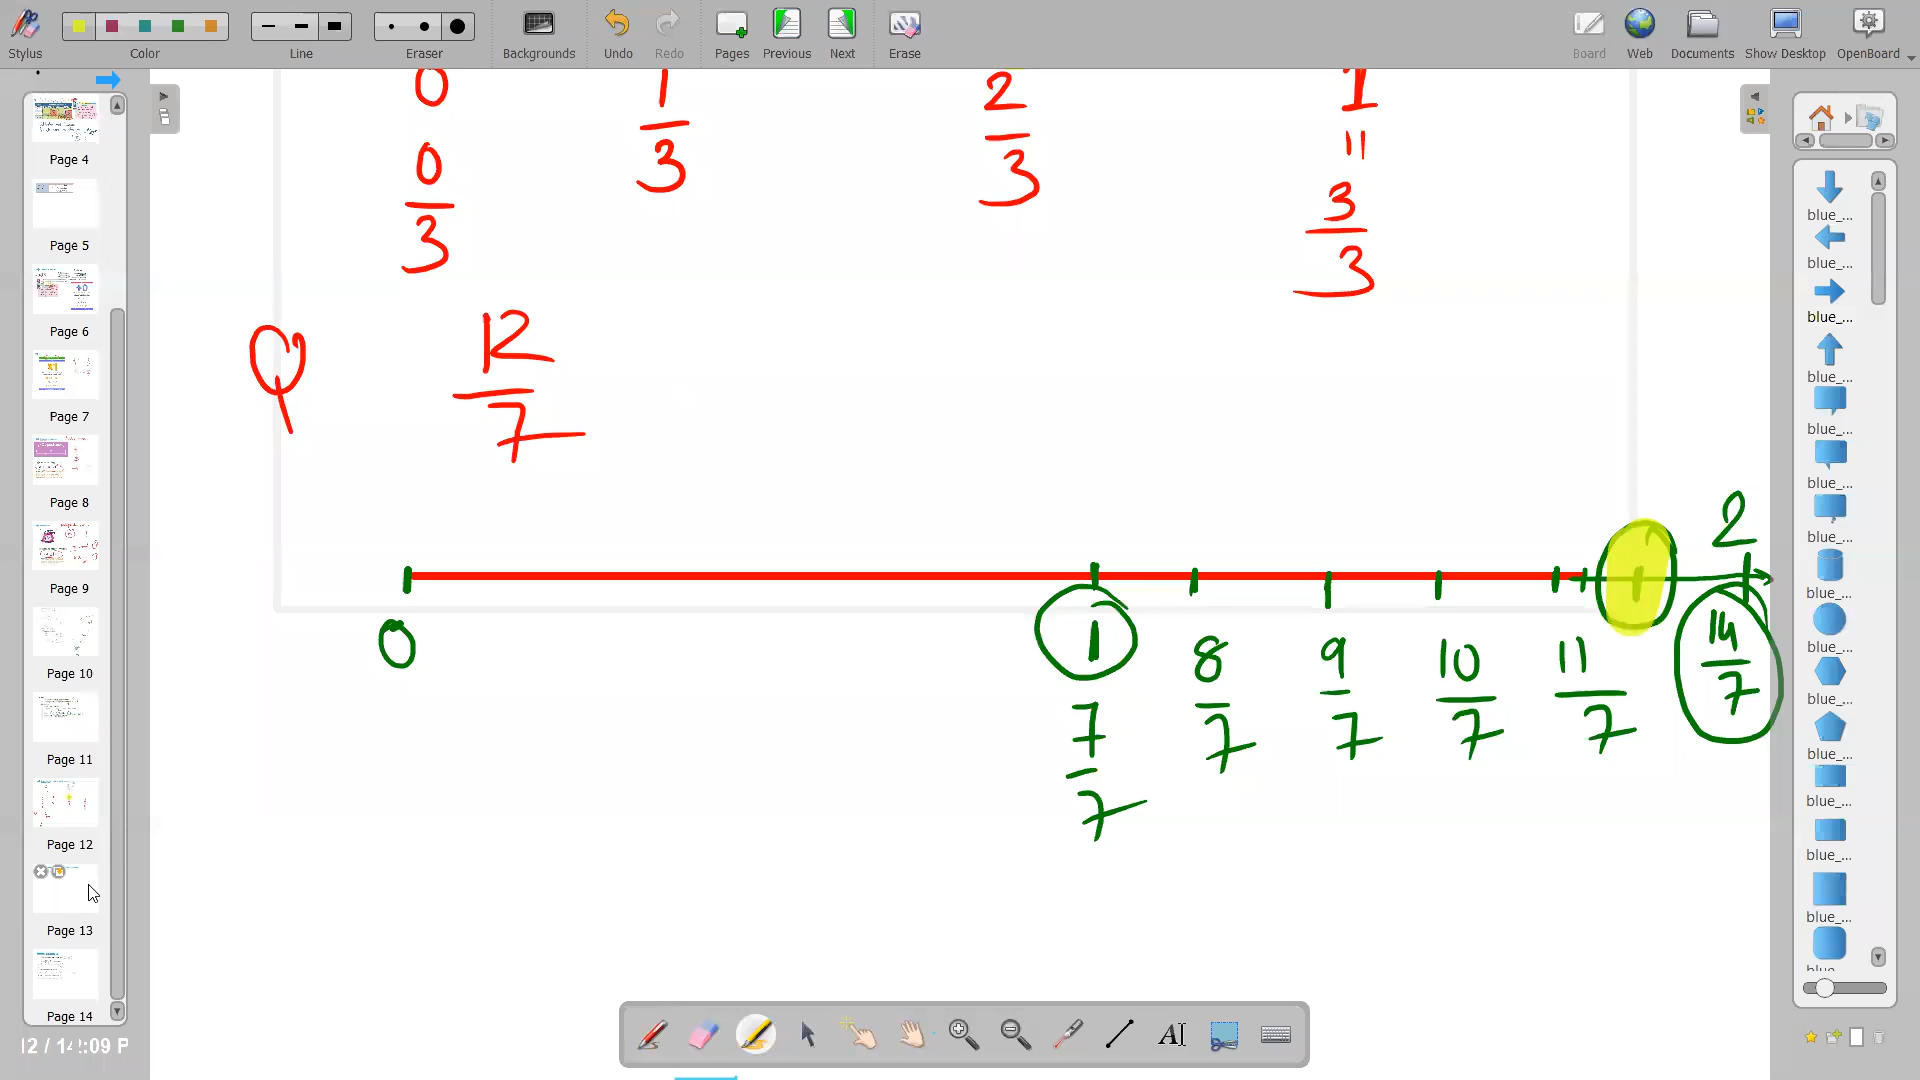 Stylus
Color
Line
Eraser
Backgrounds
Undo
Redo
Pages
Previous
Next
Erase
Board
Web
Documents
Show Desktop
OpenBoard
Page 4
Page 5
Page 6
Page 7
Page 8
Page 9
Page 10
Page 11
Page 12
Page 13
Page 14
0 1 2 1
— — =
0 3 3 3
— —
3 3
Q 12
—
7
2
0 1
7 8 9 10 11 14
— — — — — —
7 7 7 7 7 7
blue_...
blue_...
blue_...
blue_...
blue_...
blue_...
blue_...
blue_...
blue_...
blue_...
blue_...
blue_...
blue_...
blue_...